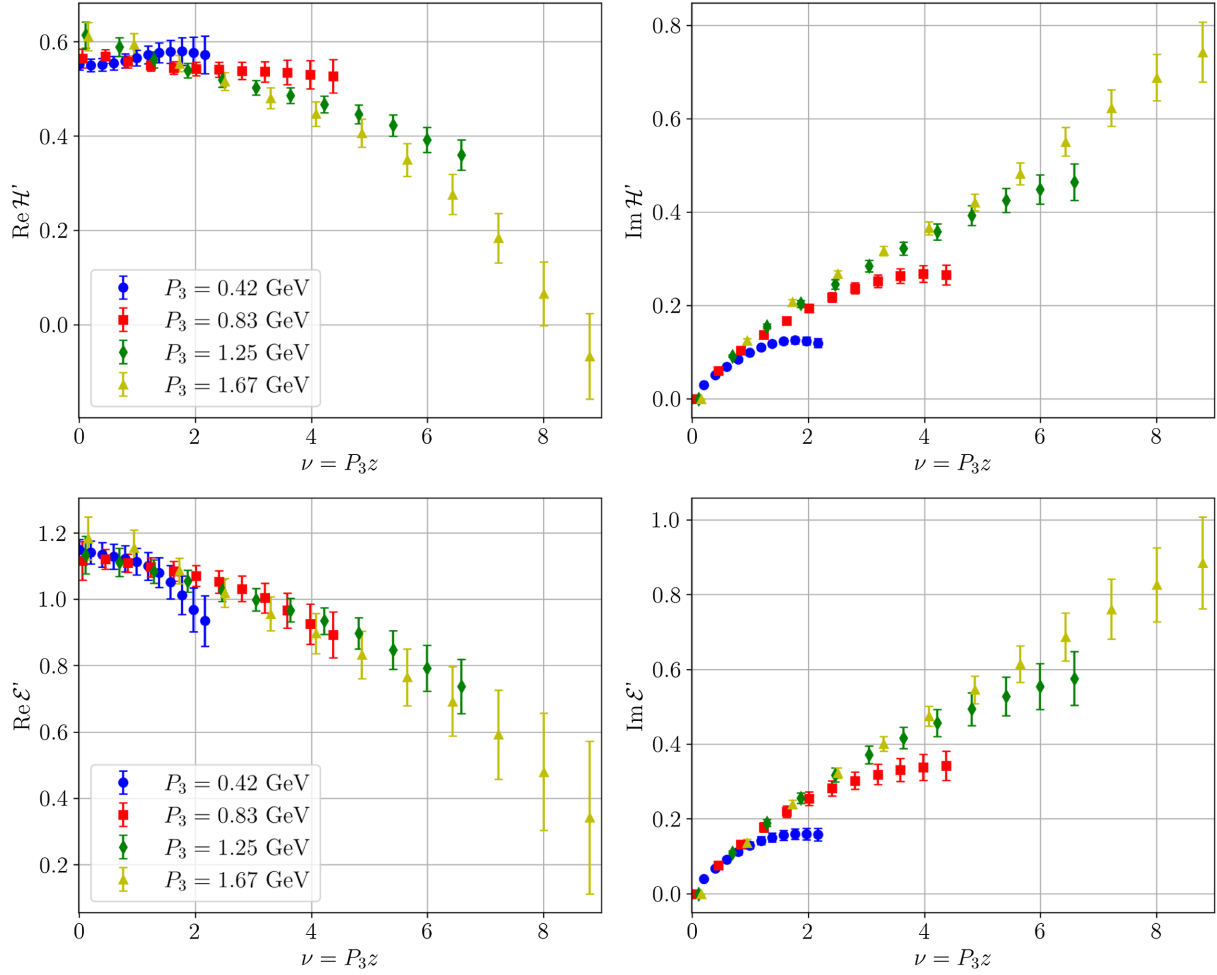 0.6
0.4
0.2
0.0
Re ℋ'
P₃ = 0.42 GeV
P₃ = 0.83 GeV
P₃ = 1.25 GeV
P₃ = 1.67 GeV
0 2 4 6 8
ν = P₃z
0.8
0.6
0.4
0.2
0.0
Im ℋ'
0 2 4 6 8
ν = P₃z
1.2
1.0
0.8
0.6
0.4
0.2
Re ℰ'
P₃ = 0.42 GeV
P₃ = 0.83 GeV
P₃ = 1.25 GeV
P₃ = 1.67 GeV
0 2 4 6 8
ν = P₃z
1.0
0.8
0.6
0.4
0.2
0.0
Im ℰ'
0 2 4 6 8
ν = P₃z